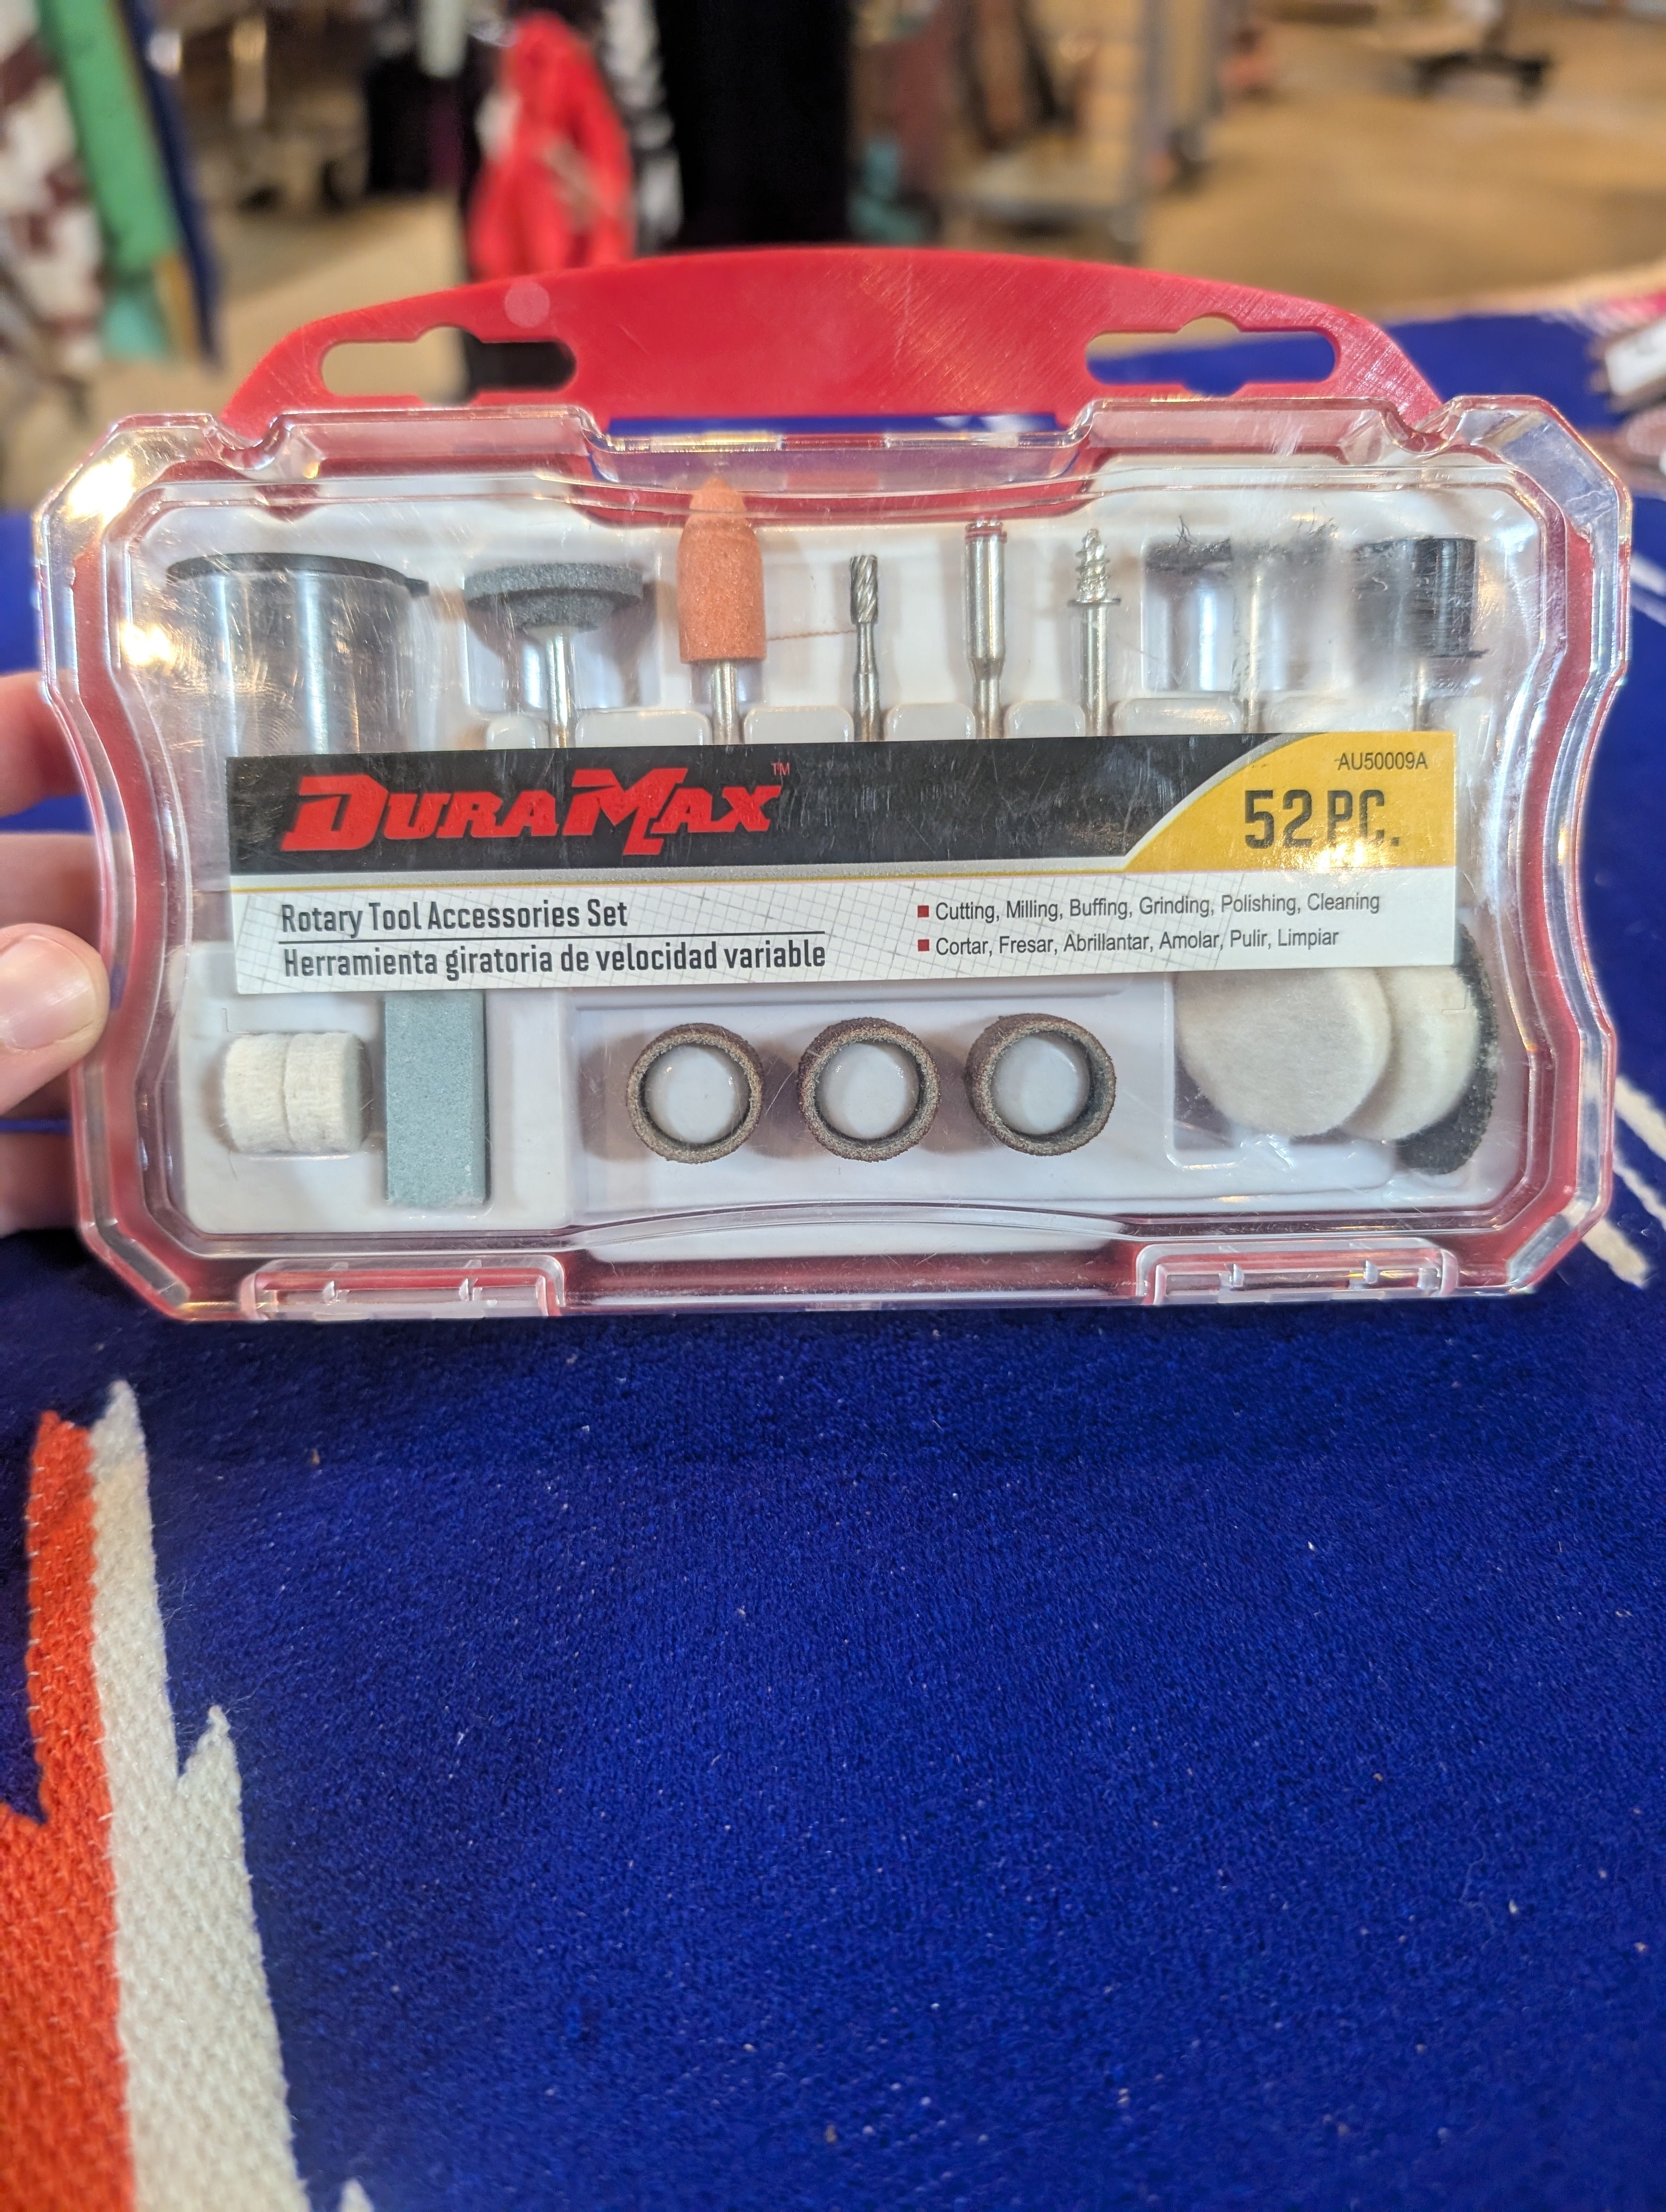 DURAMAX™
AU50009A
52 PC.
Rotary Tool Accessories Set
Herramienta giratoria de velocidad variable
Cutting, Milling, Buffing, Grinding, Polishing, Cleaning
Cortar, Fresar, Abrillantar, Amolar, Pulir, Limpiar